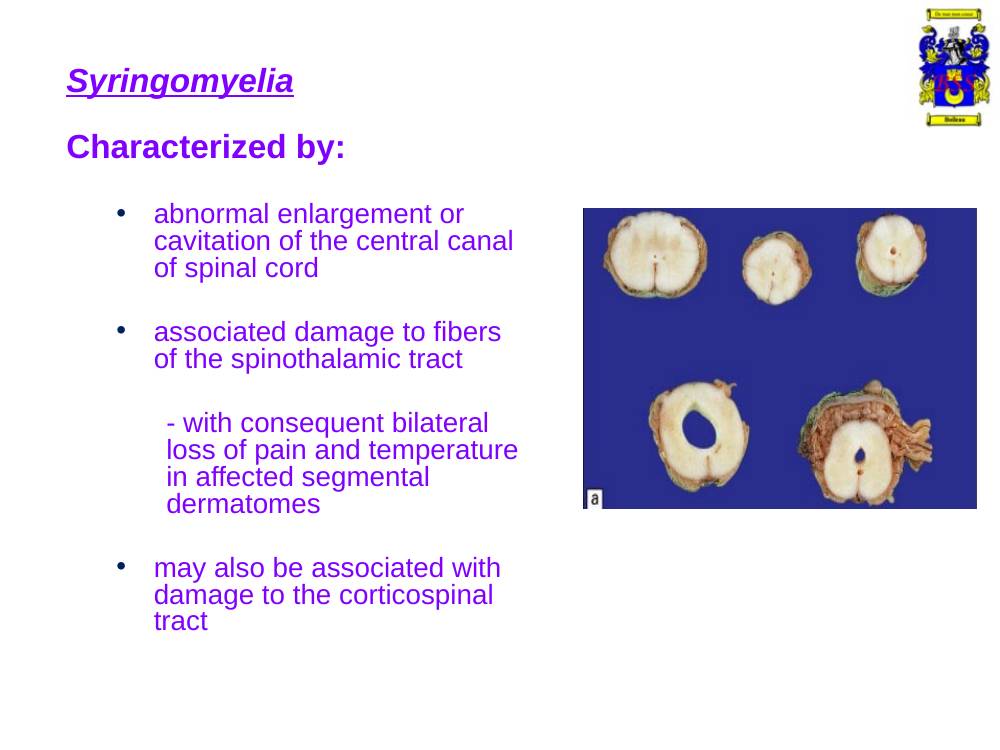 Syringomyelia
Characterized by:
• abnormal enlargement or
cavitation of the central canal
of spinal cord
• associated damage to fibers
of the spinothalamic tract
- with consequent bilateral
loss of pain and temperature
in affected segmental
dermatomes
• may also be associated with
damage to the corticospinal
tract
a